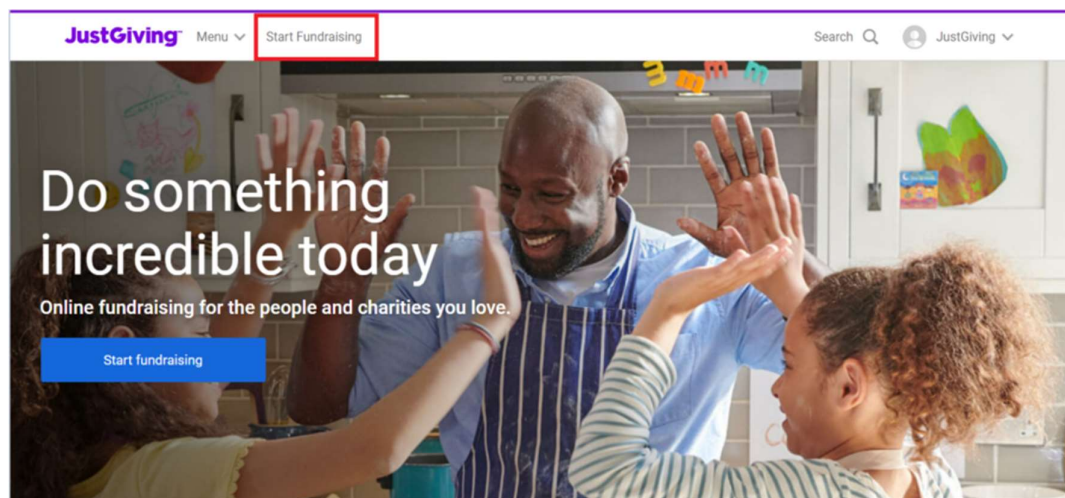 JustGiving Menu Start Fundraising Search JustGiving
Do something
incredible today
Online fundraising for the people and charities you love.
Start fundraising